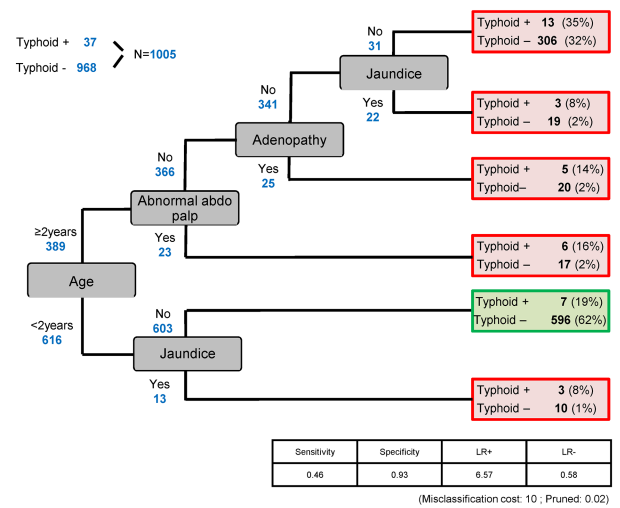 Typhoid + 37
Typhoid - 968
N=1005
No
31
Jaundice
Yes
22
No
341
Adenopathy
Yes
25
No
366
Abnormal abdo
palp
Yes
23
≥2years
389
Age
<2years
616
No
603
Jaundice
Yes
13
Typhoid + 13 (35%)
Typhoid – 306 (32%)
Typhoid + 3 (8%)
Typhoid – 19 (2%)
Typhoid + 5 (14%)
Typhoid– 20 (2%)
Typhoid + 6 (16%)
Typhoid – 17 (2%)
Typhoid + 7 (19%)
Typhoid – 596 (62%)
Typhoid + 3 (8%)
Typhoid – 10 (1%)
Sensitivity Specificity LR+ LR-
0.46 0.93 6.57 0.58
(Misclassification cost: 10 ; Pruned: 0.02)